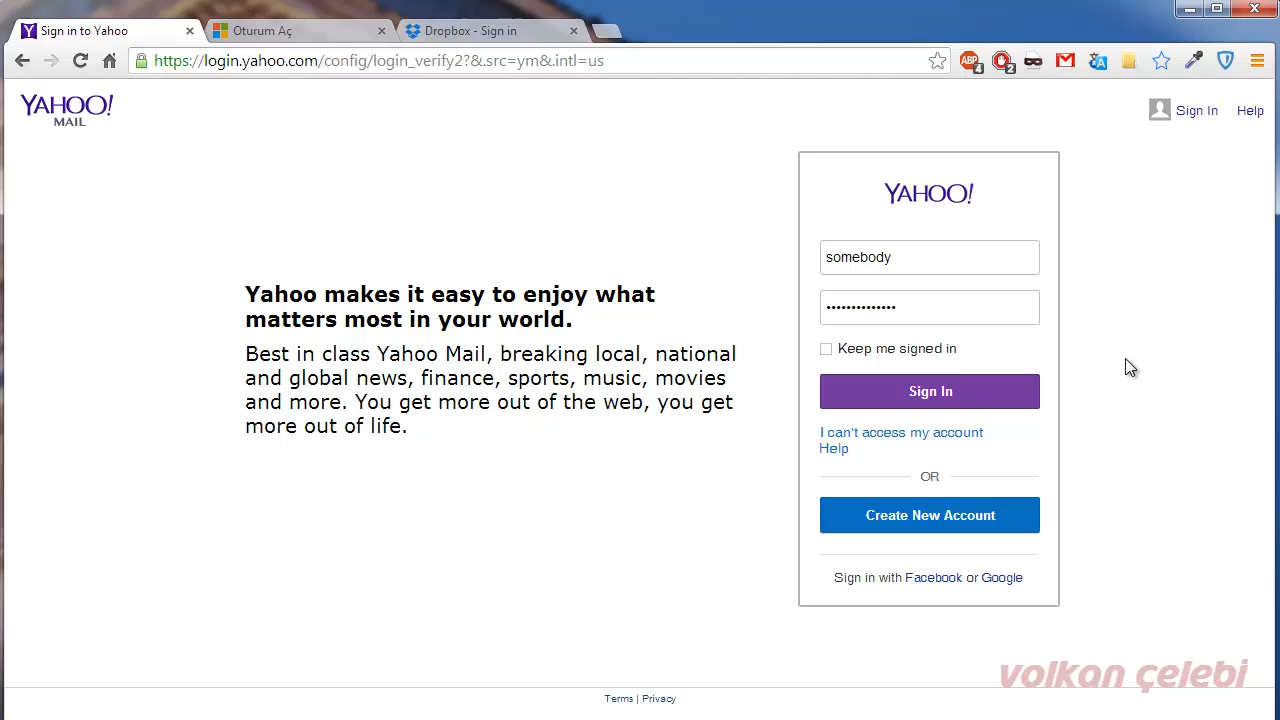 Sign in to Yahoo
Oturum Aç
Dropbox - Sign in
https://login.yahoo.com/config/login_verify2?&.src=ym&.intl=us
ABP
4
2
YAHOO!
MAIL
Sign In
Help
YAHOO!
somebody
••••••••••••••
Keep me signed in
Sign In
I can't access my account
Help
OR
Create New Account
Sign in with Facebook or Google
Yahoo makes it easy to enjoy what
matters most in your world.
Best in class Yahoo Mail, breaking local, national
and global news, finance, sports, music, movies
and more. You get more out of the web, you get
more out of life.
volkan çelebi
Terms | Privacy